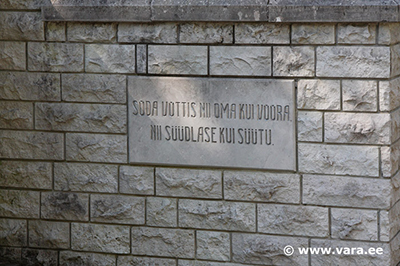 SÕDA VÕTTIS NII OMA KUI VÕÕRA,
NII SÜÜDLASE KUI SÜÜTU.
© www.vara.ee